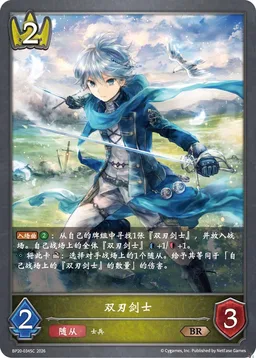 2
入场曲 2：从自己的牌组中寻找1张『双刃剑士』，并放入战
场。自己战场上的全体『双刃剑士』+1/+1。
将此卡：选择对手战场上的1个随从。给予其等同于「自
己战场上『双刃剑士』的数量」的伤害。
双刃剑士
2
随从 士兵
BR
3
BP20-034SC 2026
© Cygames, Inc. Published by NetEase Games